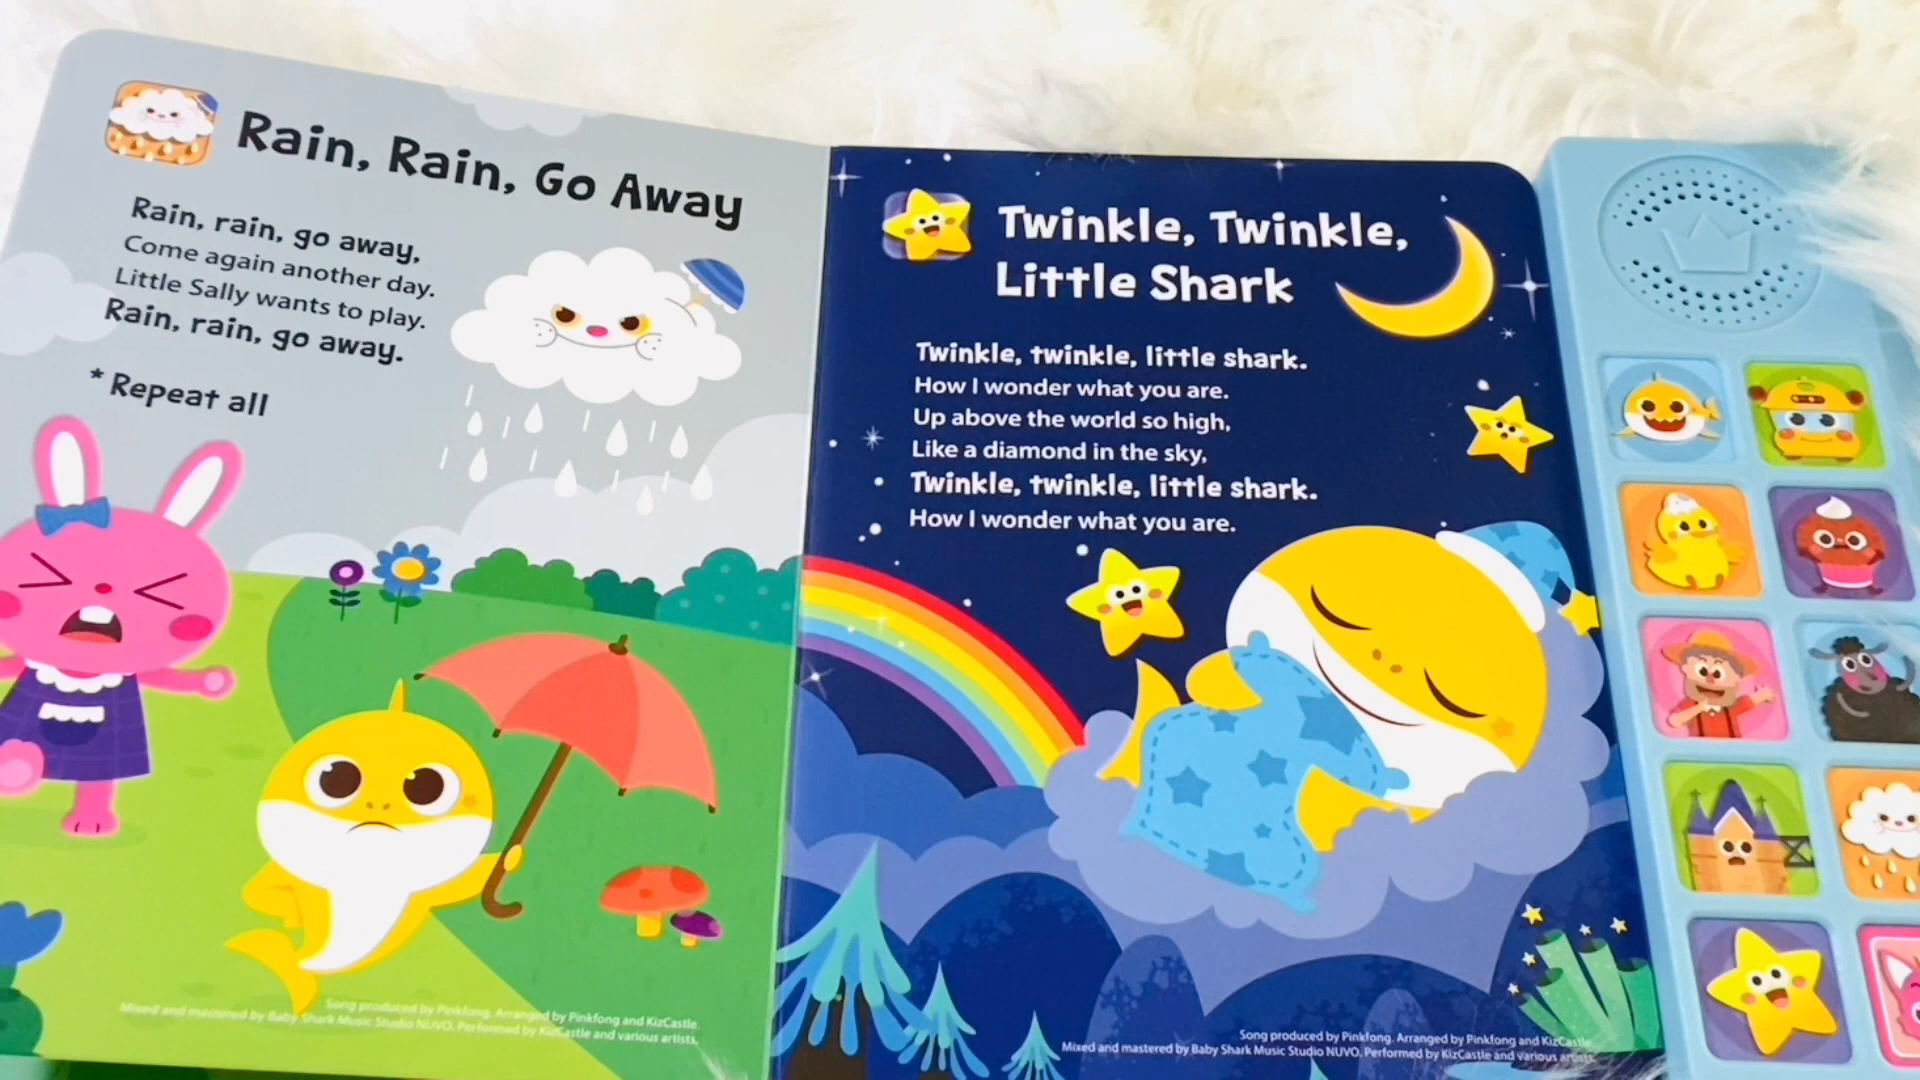 Rain, Rain, Go Away
Rain, rain, go away,
Come again another day.
Little Sally wants to play.
Rain, rain, go away.
* Repeat all
Song produced by Pinkfong. Arranged by Pinkfong and KizCastle.
Mixed and mastered by Baby Shark Music Studio NUVO. Performed by KizCastle and various artists.
Twinkle, Twinkle,
Little Shark
Twinkle, twinkle, little shark.
How I wonder what you are.
Up above the world so high,
Like a diamond in the sky,
Twinkle, twinkle, little shark.
How I wonder what you are.
Song produced by Pinkfong. Arranged by Pinkfong and KizCastle.
Mixed and mastered by Baby Shark Music Studio NUVO. Performed by KizCastle and various artists.